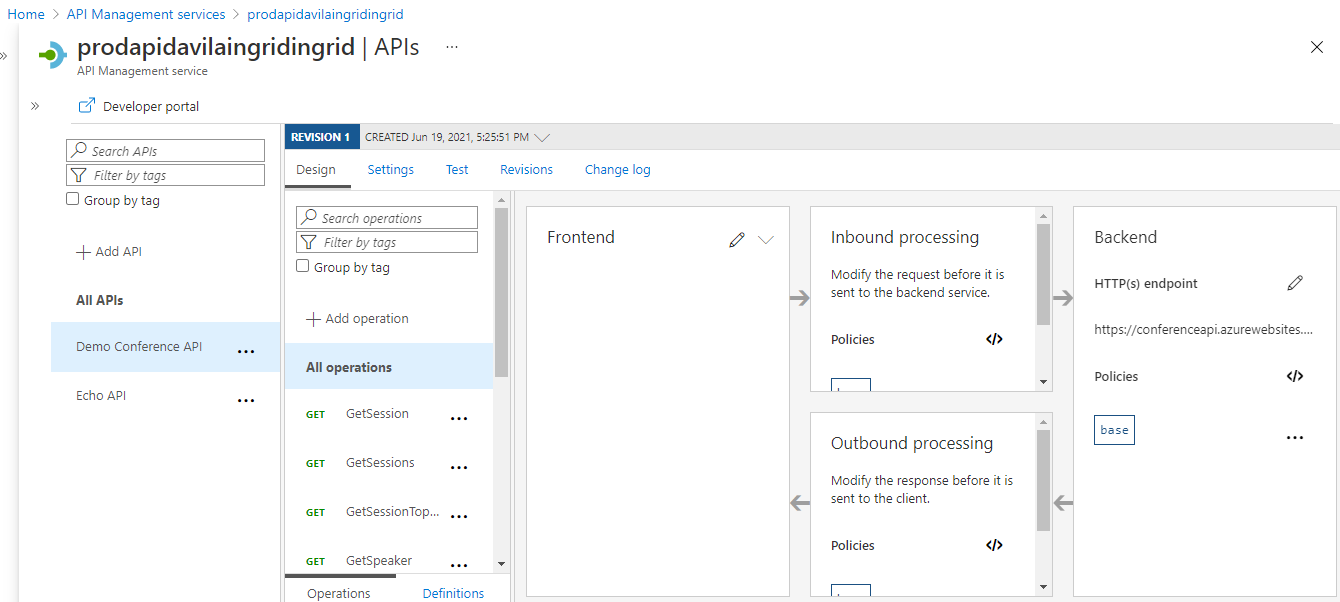 Home > API Management services > prodapidavilaingridingrid
prodapidavilaingridingrid | APIs ...
API Management service
Developer portal
Search APIs
Filter by tags
Group by tag
Add API
All APIs
Demo Conference API
Echo API
REVISION 1 CREATED Jun 19, 2021, 5:25:51 PM
Design Settings Test Revisions Change log
Search operations
Filter by tags
Group by tag
Add operation
All operations
GET GetSession
GET GetSessions
GET GetSessionTop...
GET GetSpeaker
Operations Definitions
Frontend
Inbound processing
Modify the request before it is
sent to the backend service.
Policies </>
Outbound processing
Modify the response before it is
sent to the client.
Policies </>
Backend
HTTP(s) endpoint
https://conferenceapi.azurewebsites....
Policies </>
base